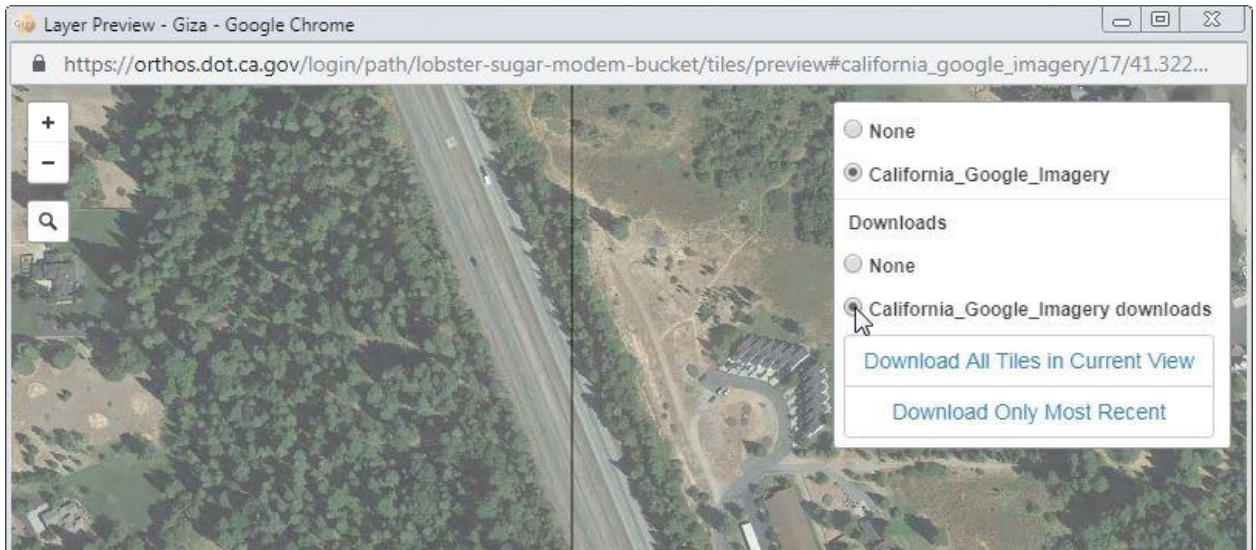 Layer Preview - Giza - Google Chrome
https://orthos.dot.ca.gov/login/path/lobster-sugar-modem-bucket/tiles/preview#california_google_imagery/17/41.322...
+
None
−
California_Google_Imagery
Downloads
None
California_Google_Imagery downloads
Download All Tiles in Current View
Download Only Most Recent